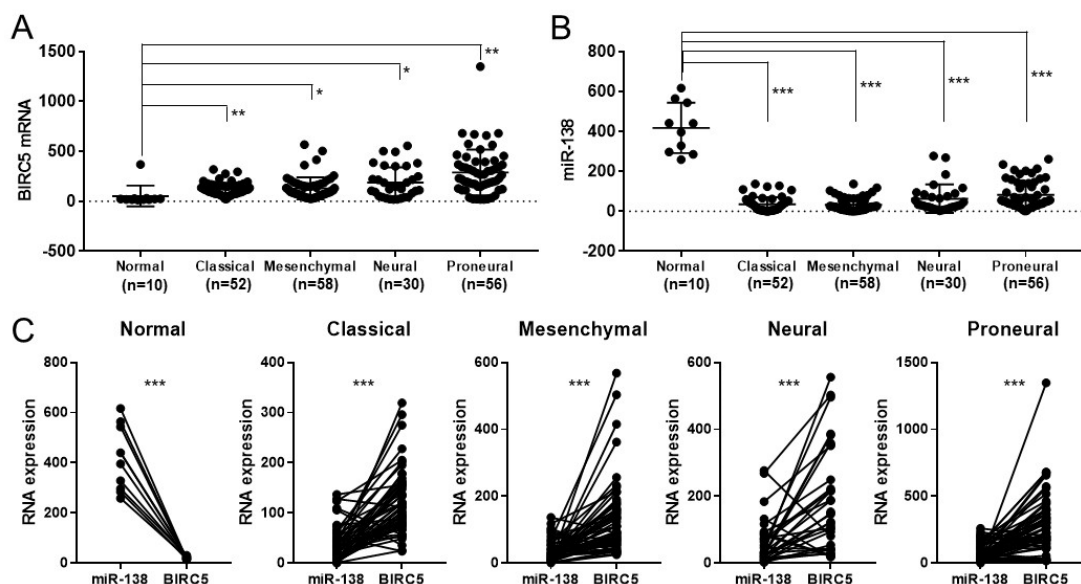 A
BIRC5 mRNA
1500
1000
500
0
-500
**
*
*
**
Normal Classical Mesenchymal Neural Proneural
(n=10) (n=52) (n=58) (n=30) (n=56)
B
miR-138
800
600
400
200
0
-200
***
***
***
***
Normal Classical Mesenchymal Neural Proneural
(n=10) (n=52) (n=58) (n=30) (n=56)
C
Normal
RNA expression
800
600
400
200
0
***
miR-138 BIRC5
Classical
RNA expression
400
300
200
100
0
***
miR-138 BIRC5
Mesenchymal
RNA expression
600
400
200
0
***
miR-138 BIRC5
Neural
RNA expression
600
400
200
0
***
miR-138 BIRC5
Proneural
RNA expression
1500
1000
500
0
***
miR-138 BIRC5